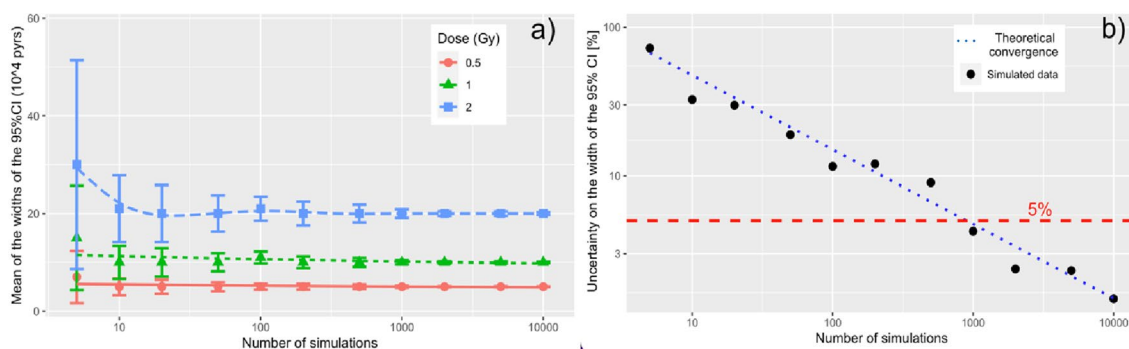 a)
Mean of the widths of the 95%CI (10^4 pyrs)
60
40
20
0
Dose (Gy)
0.5
1
2
10
100
1000
10000
Number of simulations
b)
Uncertainty on the width of the 95% CI [%]
100%
30
10
3
Theoretical
convergence
Simulated data
5%
10
100
1000
10000
Number of simulations